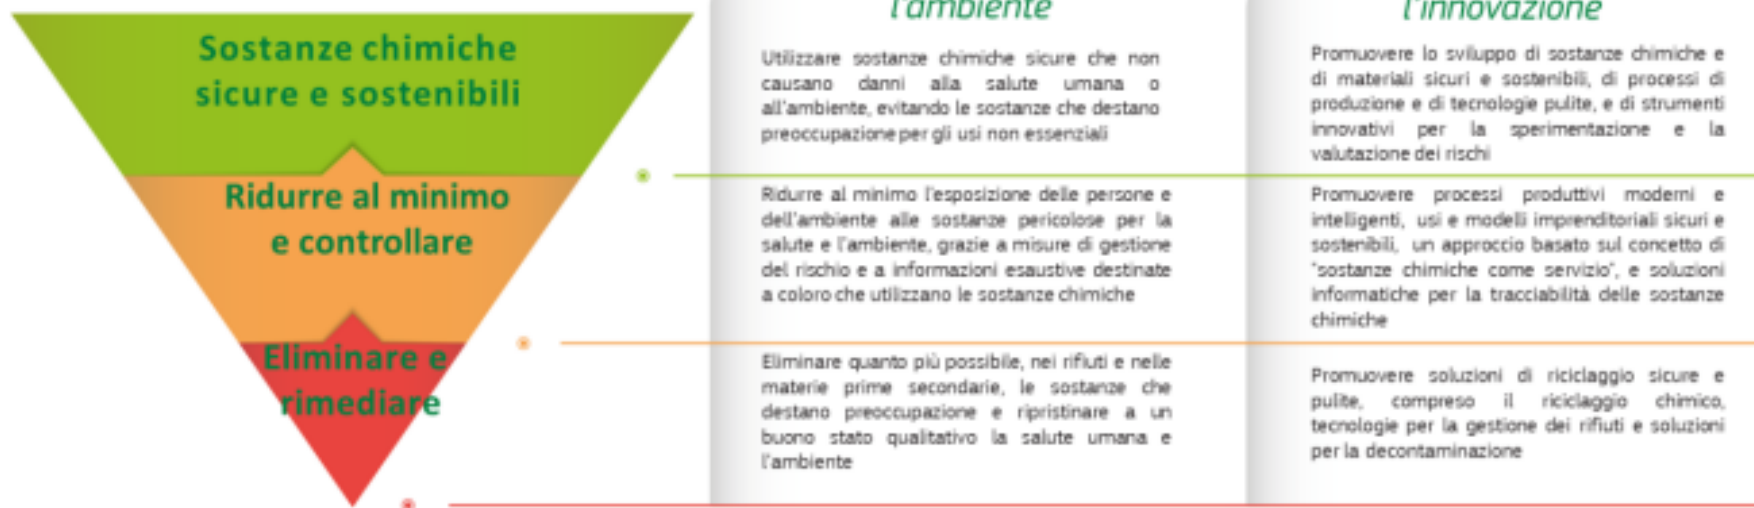 Sostanze chimiche
sicure e sostenibili
Ridurre al minimo
e controllare
Eliminare e
rimediare
l'ambiente
Utilizzare sostanze chimiche sicure che non
causano danni alla salute umana o
all'ambiente, evitando le sostanze che destano
preoccupazione per gli usi non essenziali
Ridurre al minimo l'esposizione delle persone e
dell'ambiente alle sostanze pericolose per la
salute e l'ambiente, grazie a misure di gestione
del rischio e a informazioni esaustive destinate
a coloro che utilizzano le sostanze chimiche
Eliminare quanto più possibile, nei rifiuti e nelle
materie prime secondarie, le sostanze che
destano preoccupazione e ripristinare a un
buono stato qualitativo la salute umana e
l'ambiente
l'innovazione
Promuovere lo sviluppo di sostanze chimiche e
di materiali sicuri e sostenibili, di processi di
produzione e di tecnologie pulite, e di strumenti
innovativi per la sperimentazione e la
valutazione dei rischi
Promuovere processi produttivi moderni e
intelligenti, usi e modelli imprenditoriali sicuri e
sostenibili, un approccio basato sul concetto di
"sostanze chimiche come servizio", e soluzioni
informatiche per la tracciabilità delle sostanze
chimiche
Promuovere soluzioni di riciclaggio sicure e
pulite, compreso il riciclaggio chimico,
tecnologie per la gestione dei rifiuti e soluzioni
per la decontaminazione